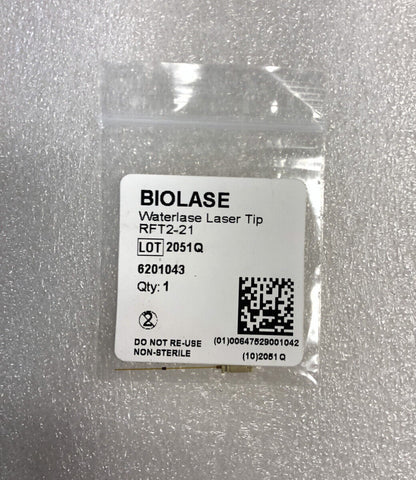 BIOLASE
Waterlase Laser Tip
RFT2-21
LOT 2051Q
6201043
Qty: 1
2
DO NOT RE-USE
NON-STERILE
(01)00647529001042
(10)2051Q